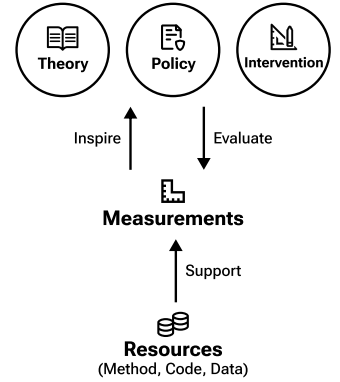 Theory
Policy
Intervention
Inspire
Evaluate
Measurements
Support
Resources
(Method, Code, Data)